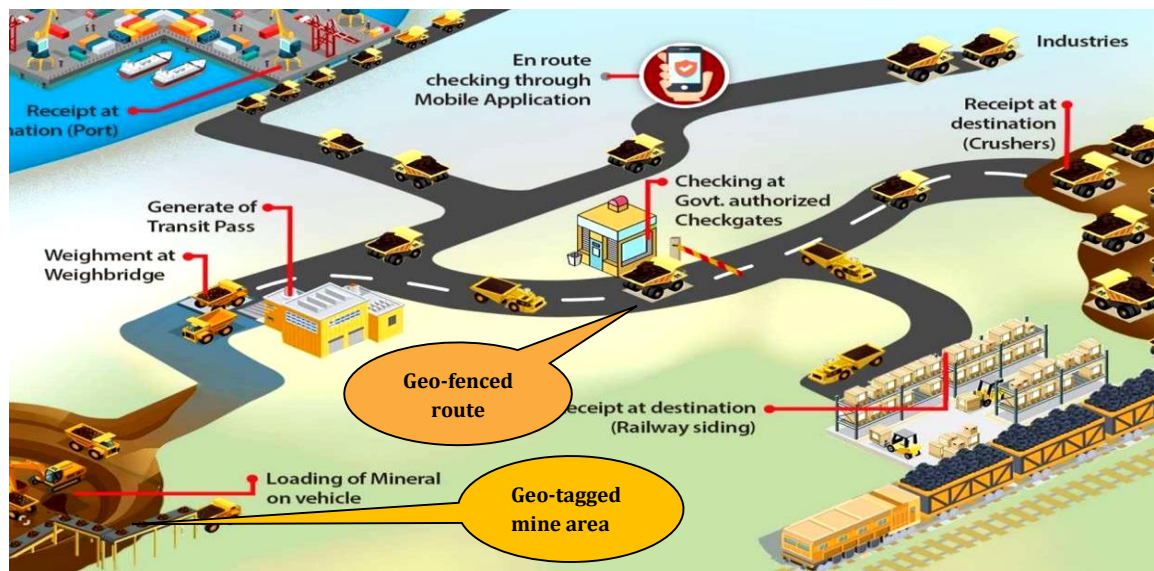 En route
checking through
Mobile Application
Industries
Receipt at
nation (Port)
Receipt at
destination
(Crushers)
Checking at
Govt. authorized
Checkgates
Generate of
Transit Pass
Weighment at
Weighbridge
Geo-fenced
route
eceipt at destination
(Railway siding)
Loading of Mineral
on vehicle
Geo-tagged
mine area